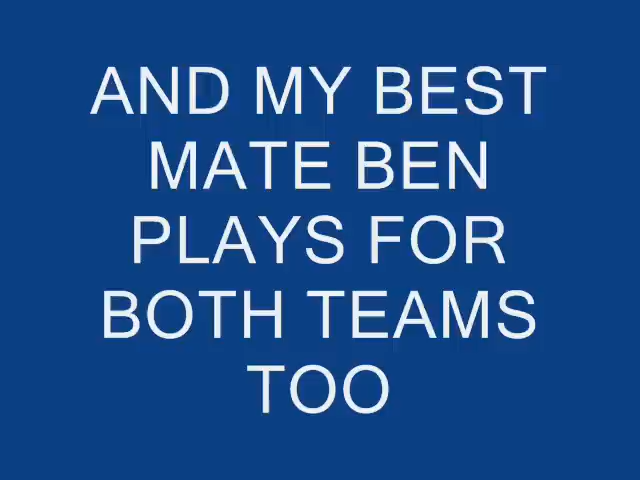 AND MY BEST
MATE BEN
PLAYS FOR
BOTH TEAMS
TOO